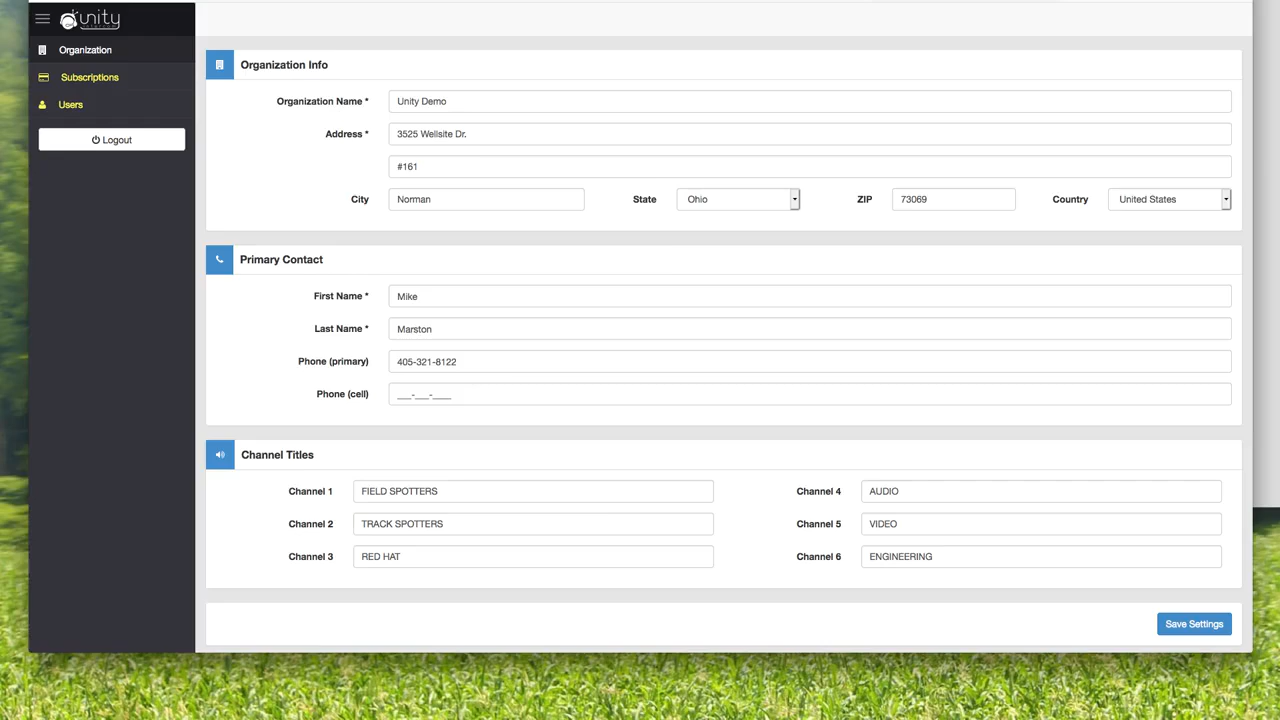 unity
Organization
Subscriptions
Users
Logout
Organization Info
Organization Name *
Unity Demo
Address *
3525 Wellsite Dr.
#161
City
Norman
State
Ohio
ZIP
73069
Country
United States
Primary Contact
First Name *
Mike
Last Name *
Marston
Phone (primary)
405-321-8122
Phone (cell)
___-___-____
Channel Titles
Channel 1
FIELD SPOTTERS
Channel 4
AUDIO
Channel 2
TRACK SPOTTERS
Channel 5
VIDEO
Channel 3
RED HAT
Channel 6
ENGINEERING
Save Settings